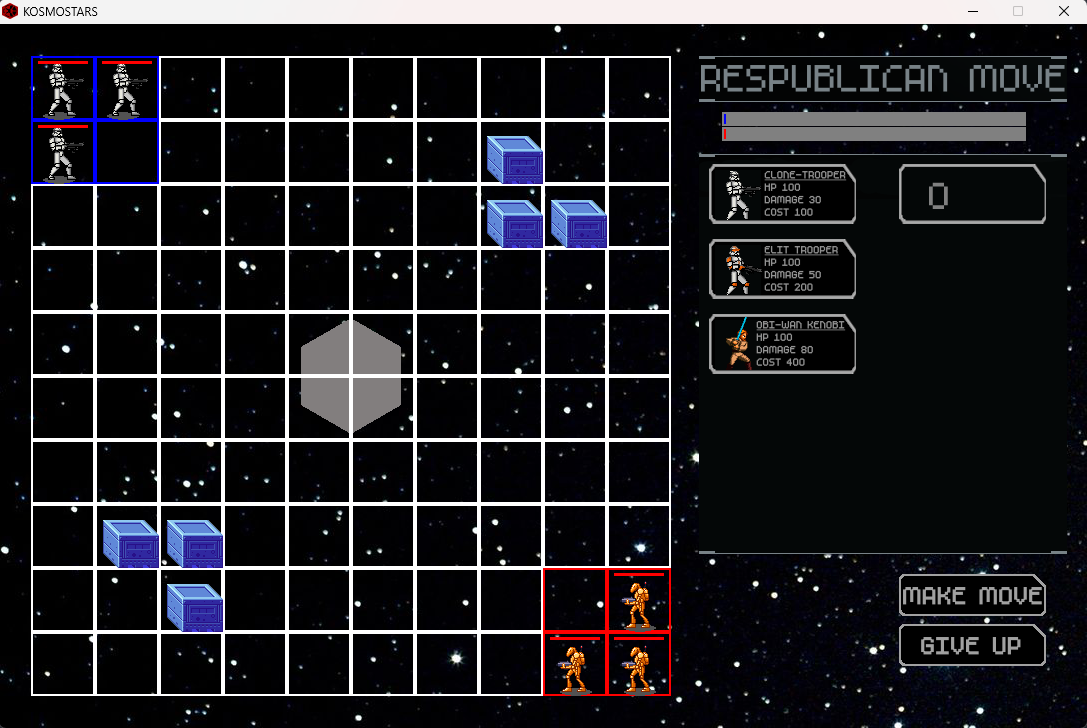 KOSMOSTARS
RESPUBLICAN MOVE
CLONE-TROOPER
HP 100
DAMAGE 30
COST 100
0
ELIT TROOPER
HP 100
DAMAGE 50
COST 200
OBI-WAN KENOBI
HP 100
DAMAGE 80
COST 400
MAKE MOVE
GIVE UP